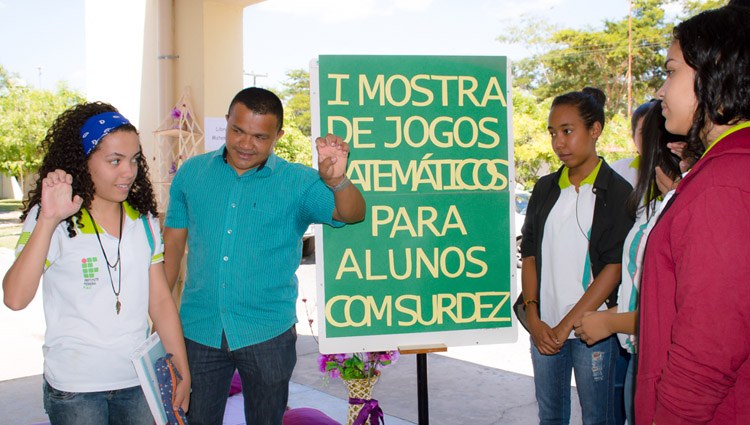 I MOSTRA
DE JOGOS
MATEMÁTICOS
PARA
ALUNOS
COM SURDEZ